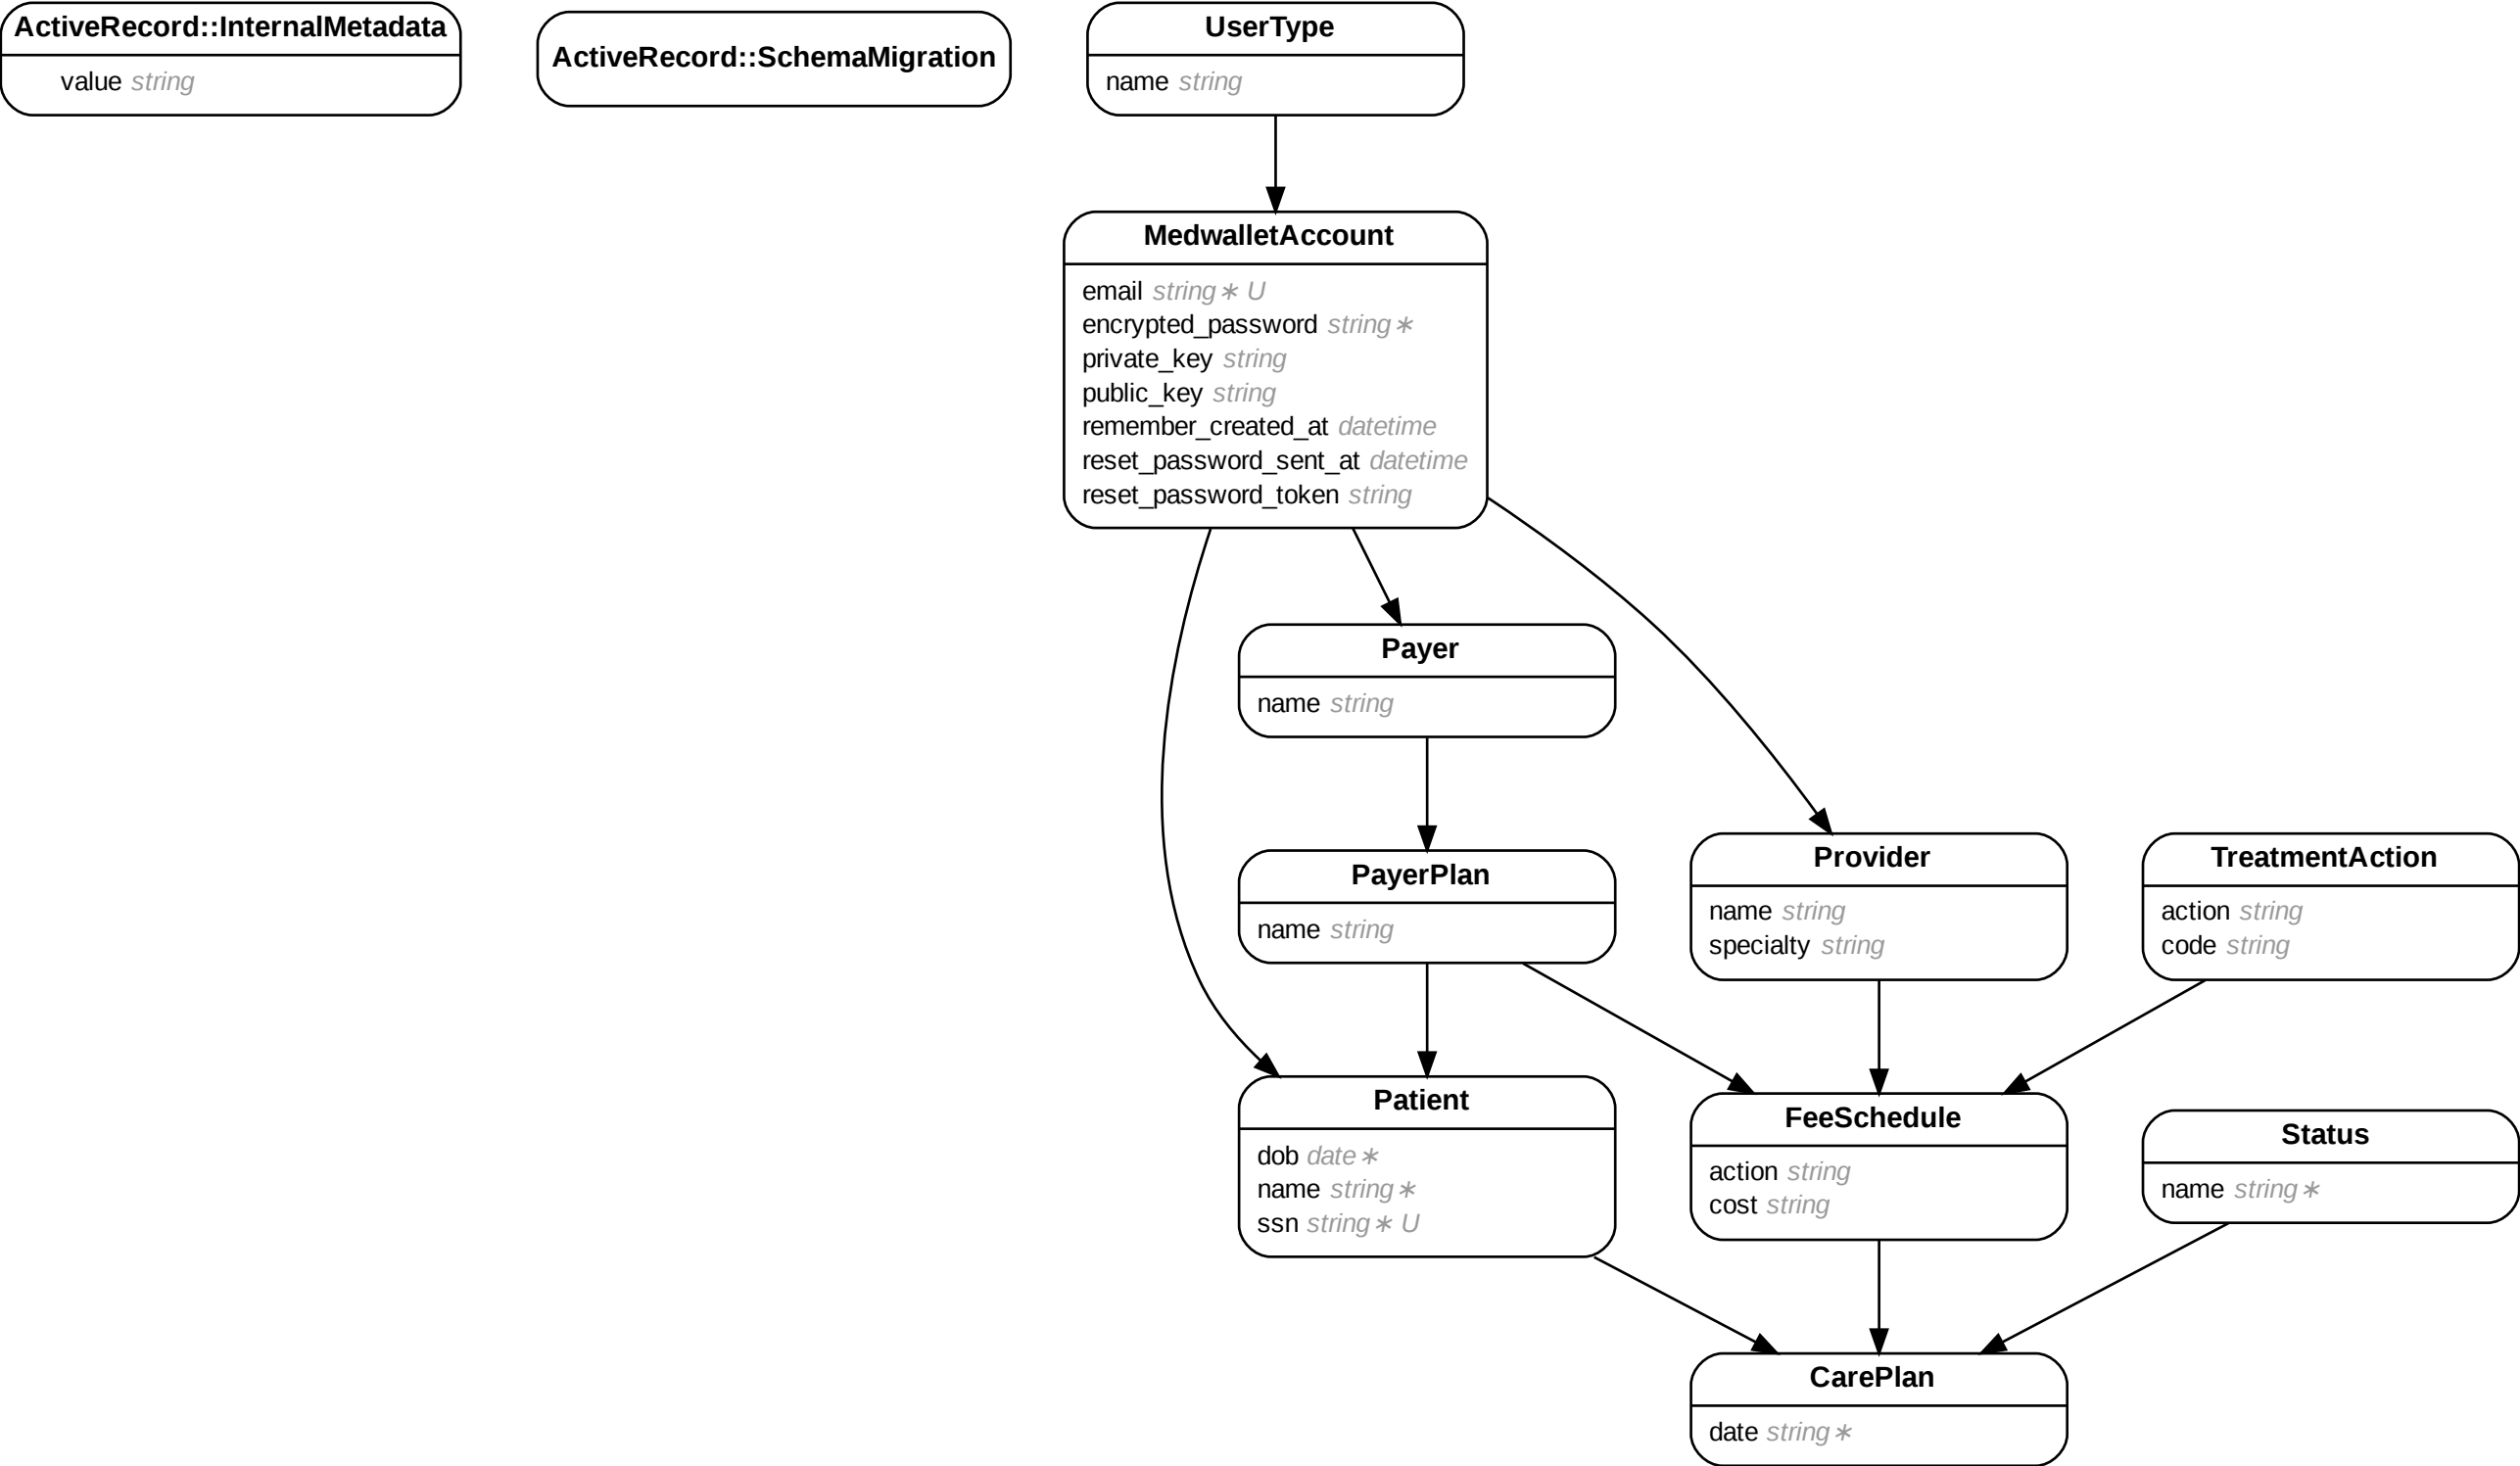 ActiveRecord::InternalMetadata
value string
ActiveRecord::SchemaMigration
UserType
name string
MedwalletAccount
email string∗ U
encrypted_password string∗
private_key string
public_key string
remember_created_at datetime
reset_password_sent_at datetime
reset_password_token string
Payer
name string
PayerPlan
name string
Provider
name string
specialty string
TreatmentAction
action string
code string
Patient
dob date∗
name string∗
ssn string∗ U
FeeSchedule
action string
cost string
Status
name string∗
CarePlan
date string∗